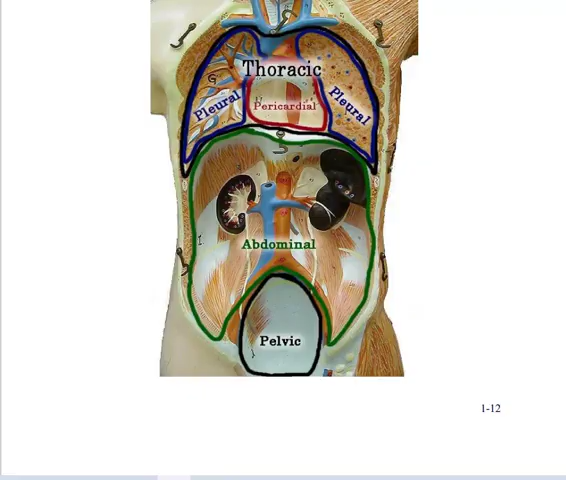 Thoracic
Pericardial
Pleural
Pleural
Abdominal
Pelvic
1-12